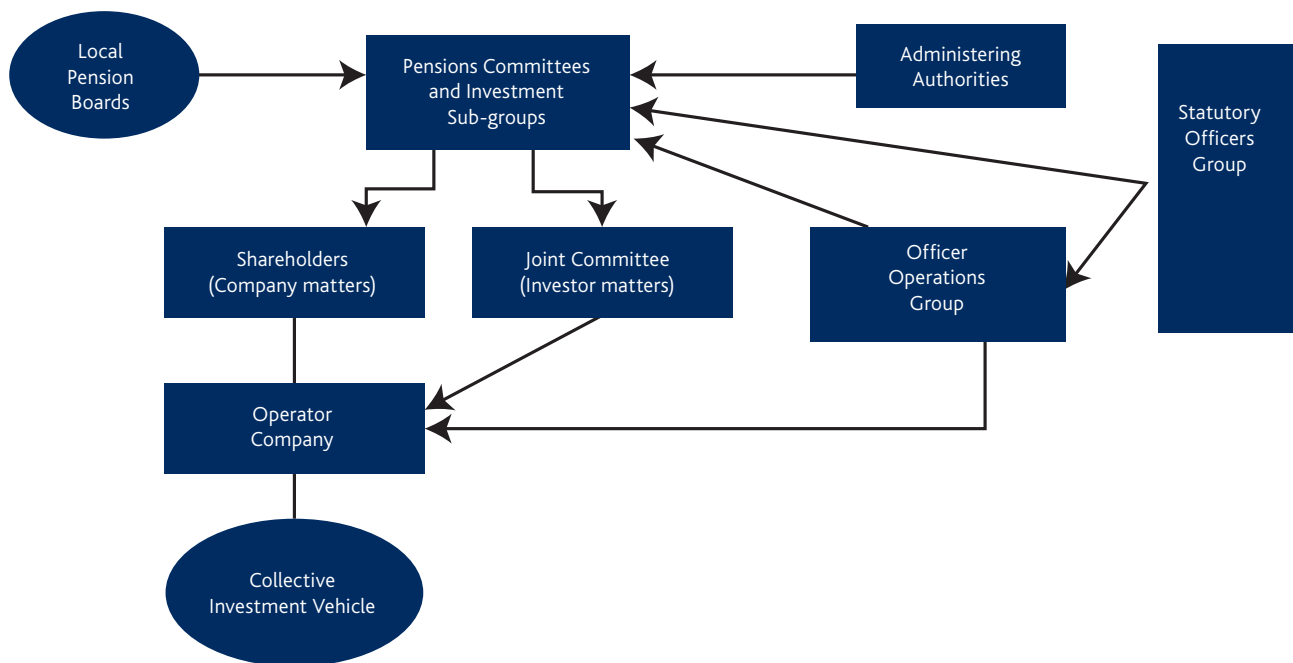 Local
Pension
Boards
Pensions Committees
and Investment
Sub-groups
Administering
Authorities
Statutory
Officers
Group
Shareholders
(Company matters)
Joint Committee
(Investor matters)
Officer
Operations
Group
Operator
Company
Collective
Investment Vehicle